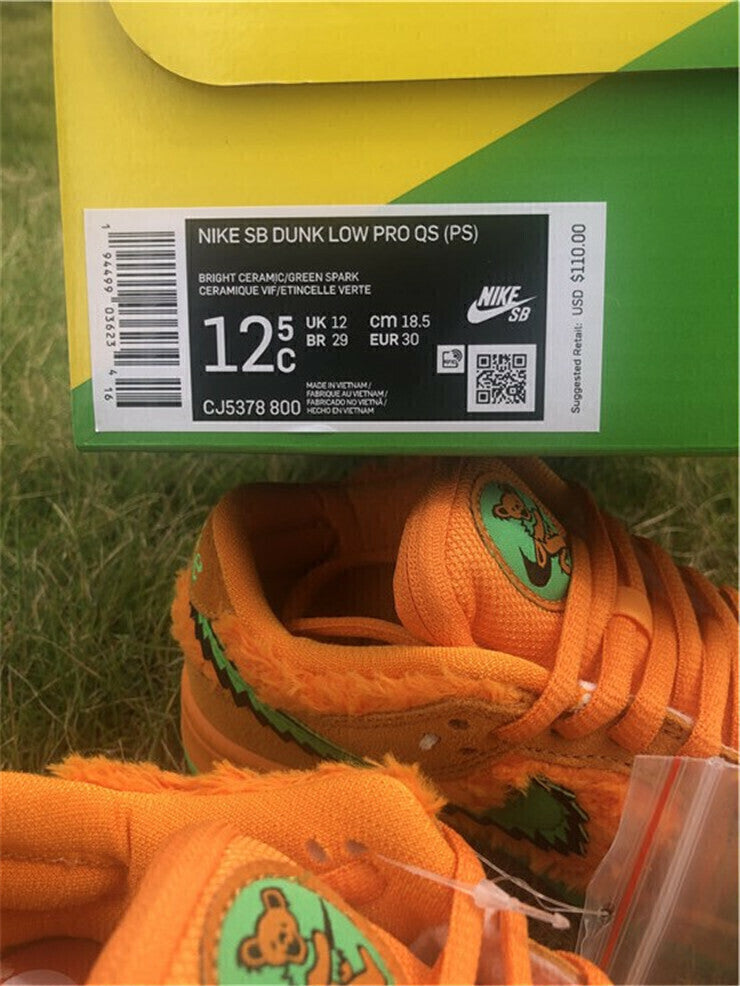 NIKE SB DUNK LOW PRO QS (PS)
BRIGHT CERAMIC/GREEN SPARK
CERAMIQUE VIF/ETINCELLE VERTE
12 5 C
UK 12 cm 18.5
BR 29 EUR 30
NIKE
SB
CJ5378 800
MADE IN VIETNAM /
FABRIQUE AU VIETNAM /
FABRICADO NO VIETNÃ /
HECHO EN VIETNAM
1 94499 03623 4 16
Suggested Retail: USD $110.00